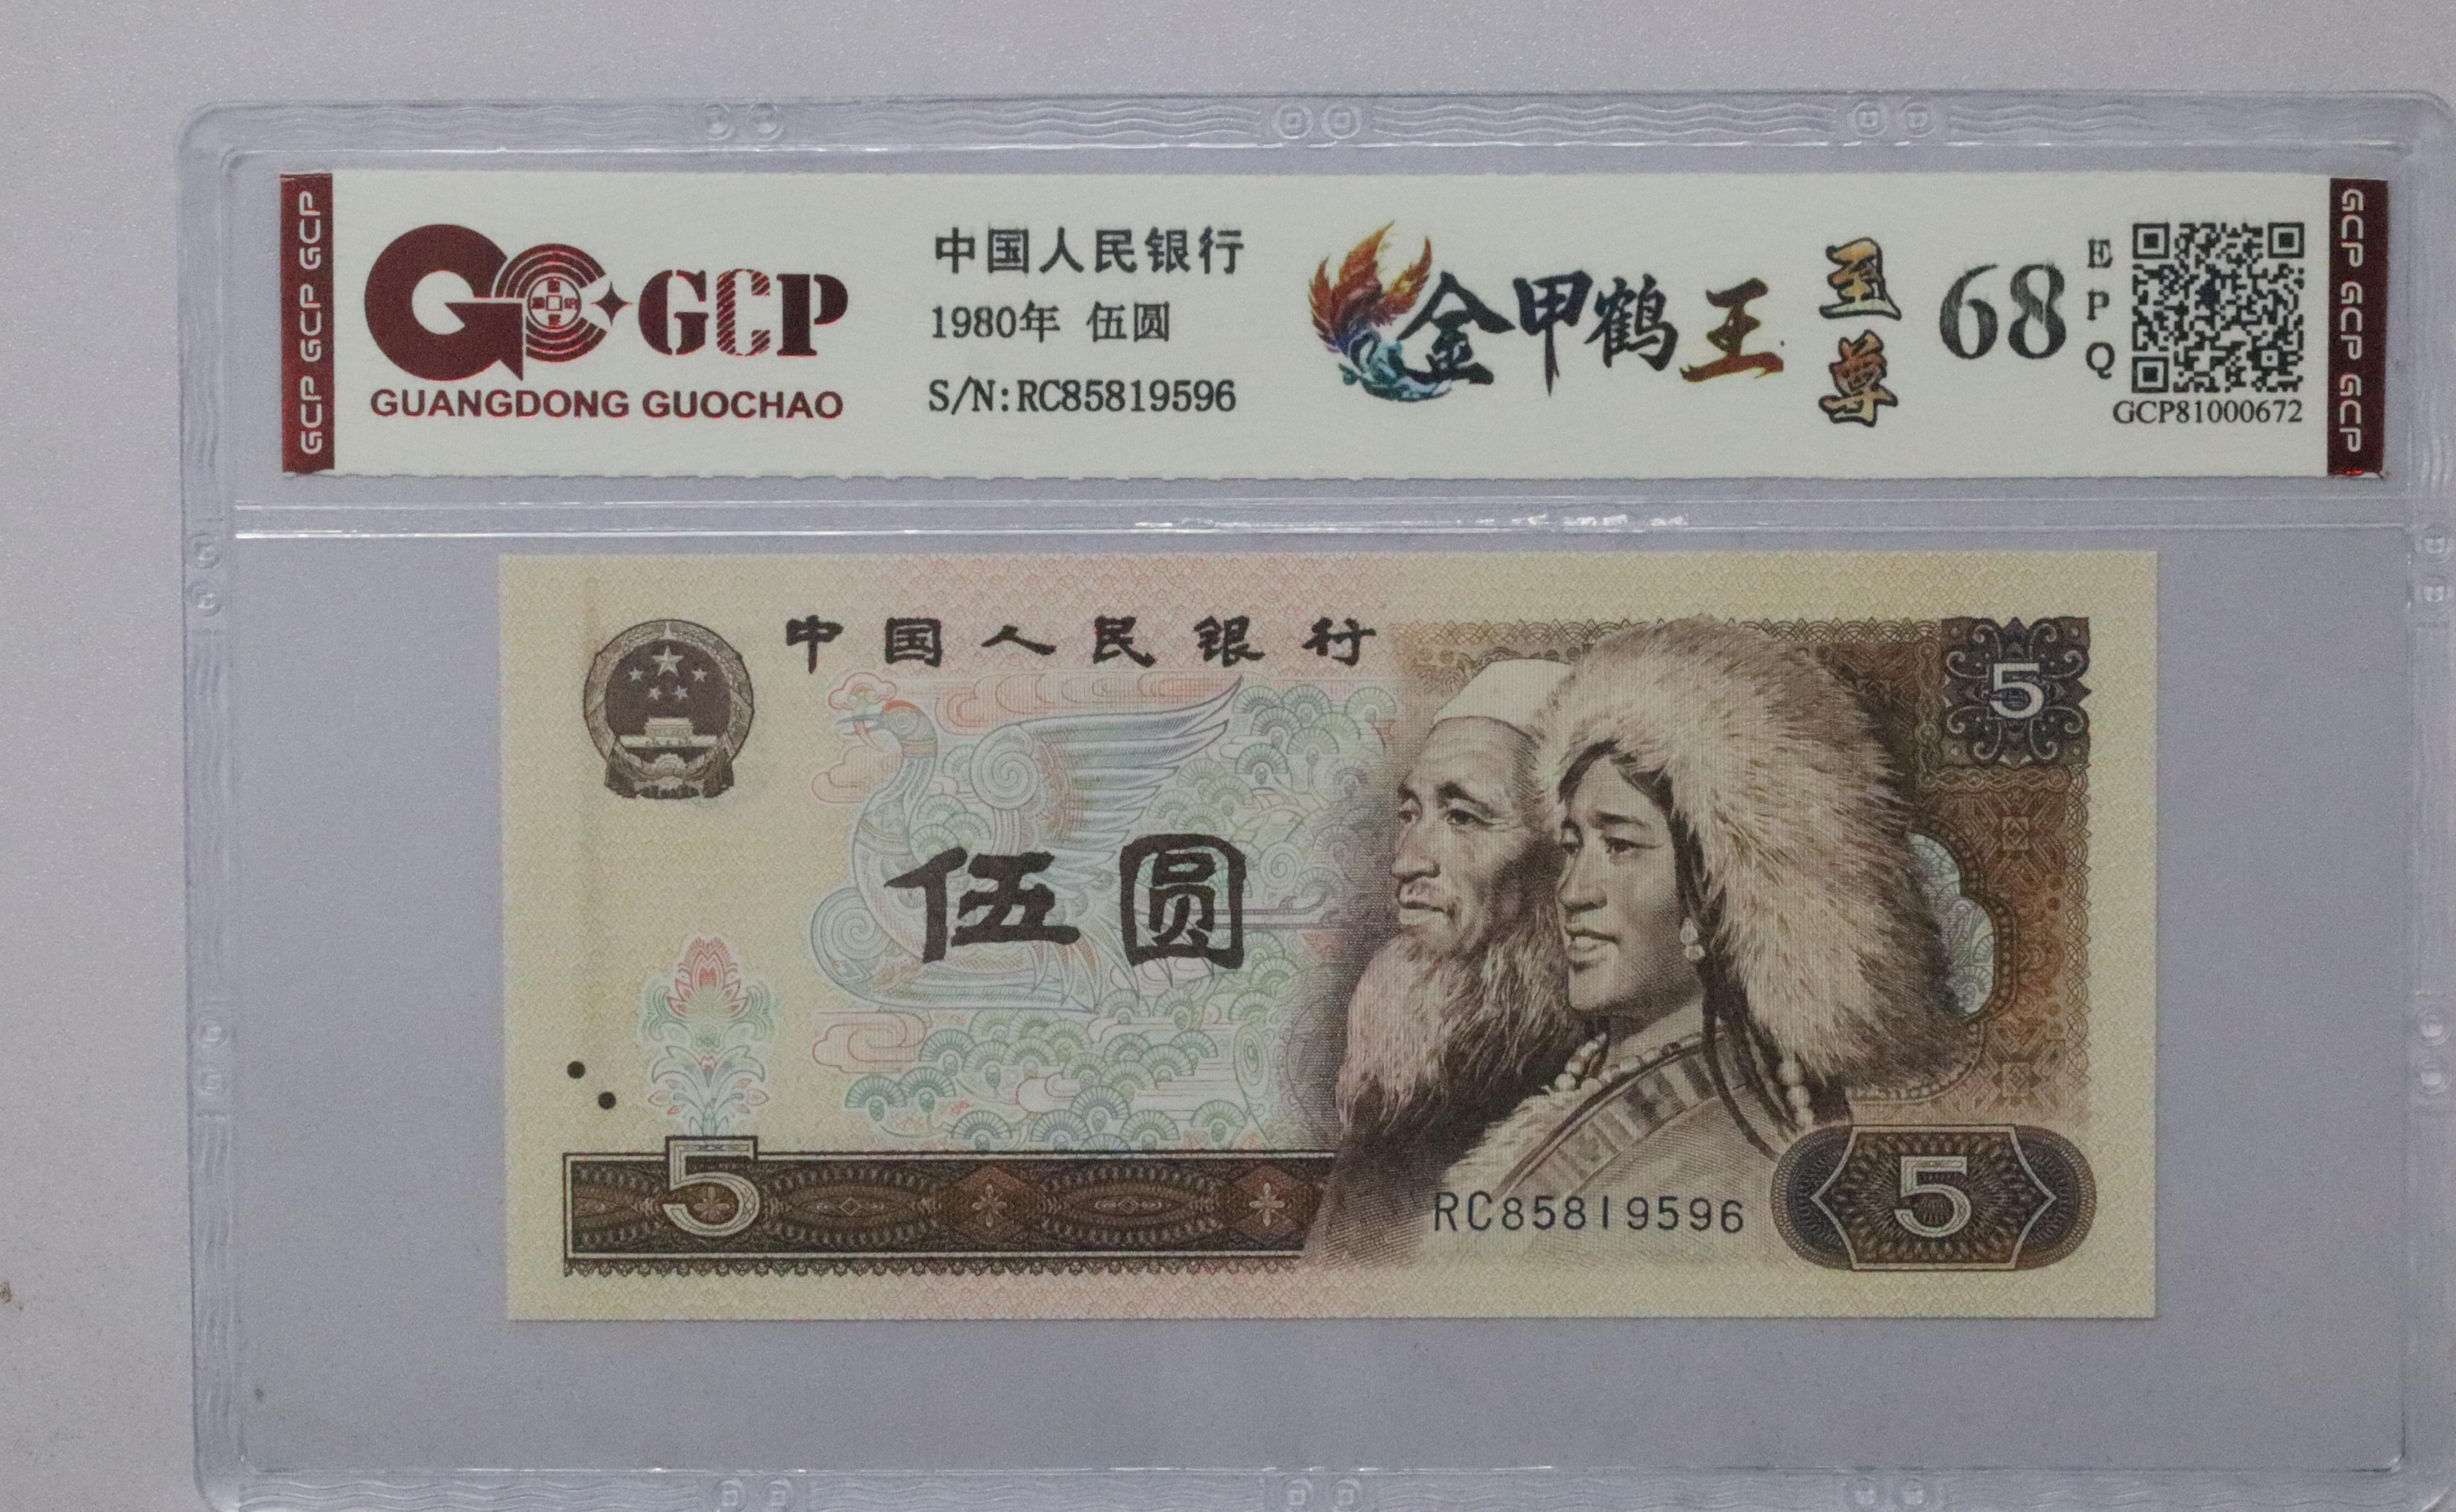 GCP GCP GCP
GCP
GUANGDONG GUOCHAO
中国人民银行
1980年 伍圆
S/N:RC85819596
金甲鹤王
至尊
68
EPQ
GCP81000672
GCP GCP GCP
中国人民银行
5
伍圆
5
RC85819596
5